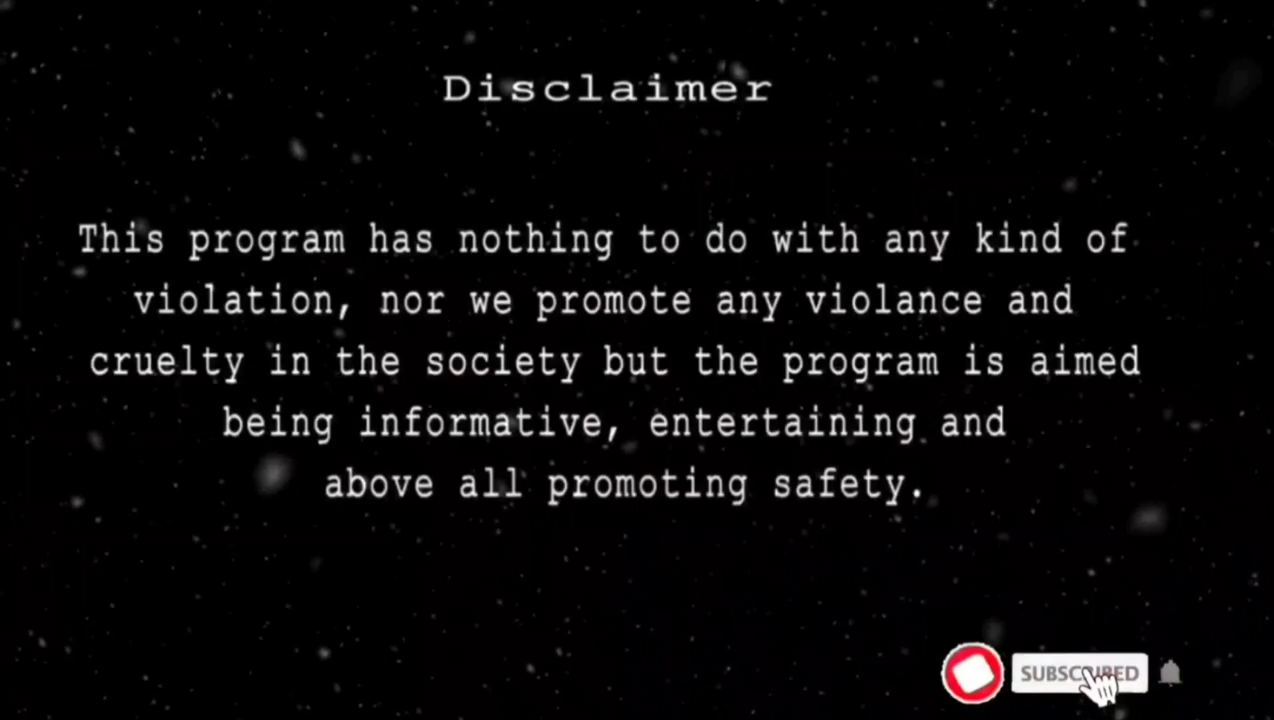 Disclaimer
This program has nothing to do with any kind of
violation, nor we promote any violance and
cruelty in the society but the program is aimed
being informative, entertaining and
above all promoting safety.
SUBSCRIBED